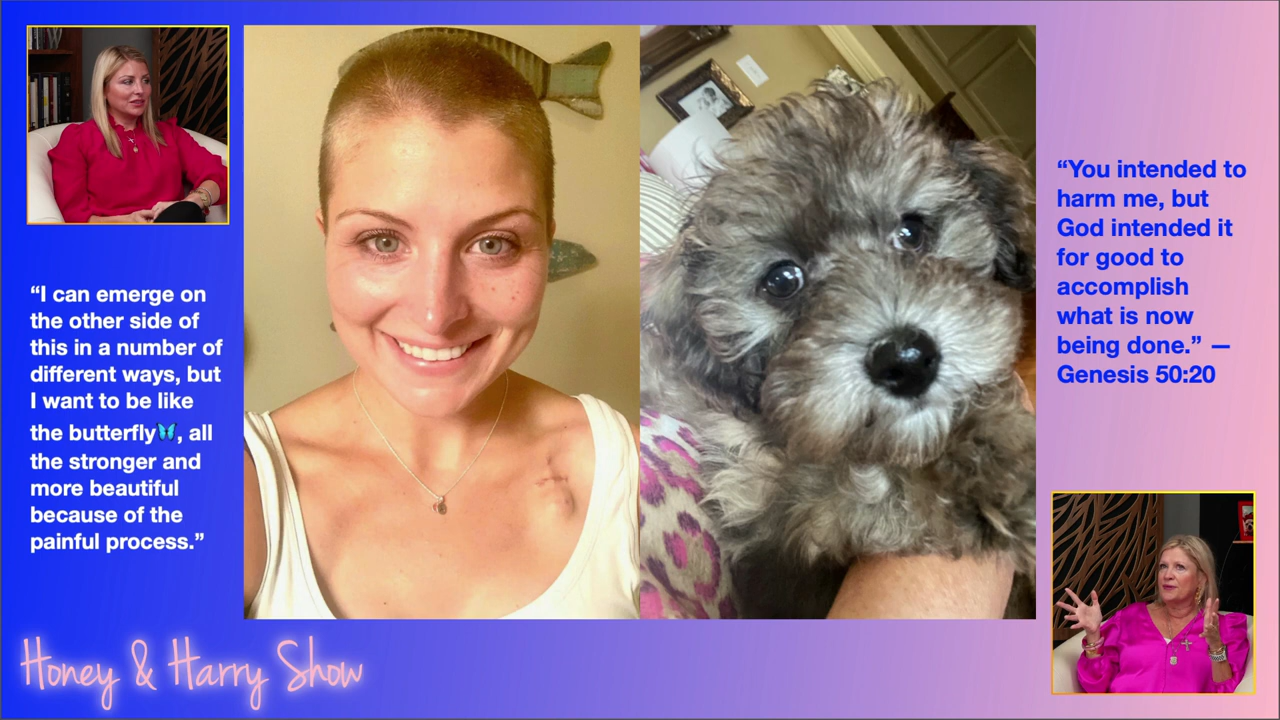 “I can emerge on
the other side of
this in a number of
different ways, but
I want to be like
the butterfly🦋, all
the stronger and
more beautiful
because of the
painful process.”
“You intended to
harm me, but
God intended it
for good to
accomplish
what is now
being done.” —
Genesis 50:20
Honey & Harry Show